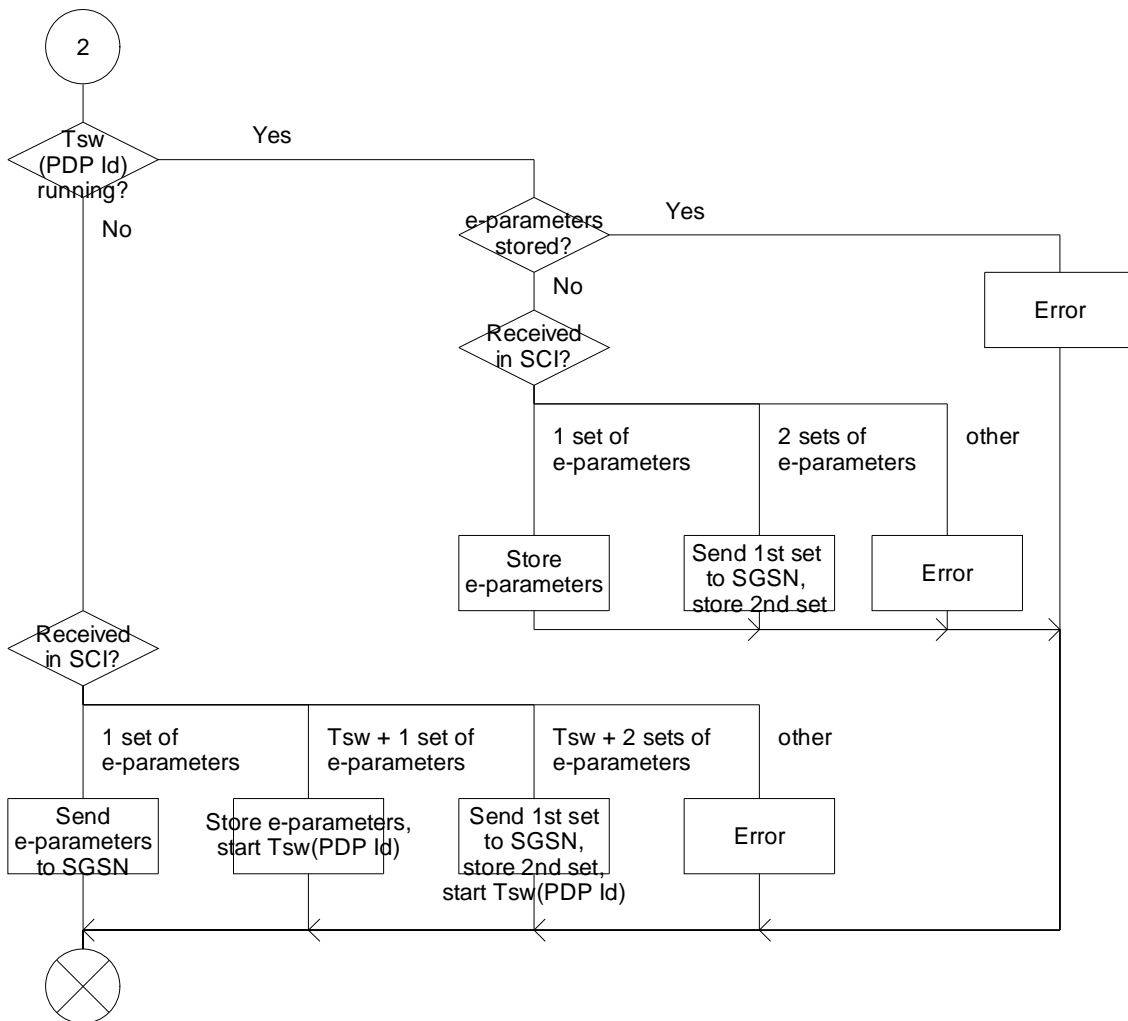 2
Tsw
(PDP Id)
running?
Yes
No
e-parameters
stored?
Yes
No
Error
Received
in SCI?
1 set of
e-parameters
2 sets of
e-parameters
other
Store
e-parameters
Send 1st set
to SGSN,
store 2nd set
Error
Received
in SCI?
1 set of
e-parameters
Tsw + 1 set of
e-parameters
Tsw + 2 sets of
e-parameters
other
Send
e-parameters
to SGSN
Store e-parameters,
start Tsw(PDP Id)
Send 1st set
to SGSN,
store 2nd set,
start Tsw(PDP Id)
Error